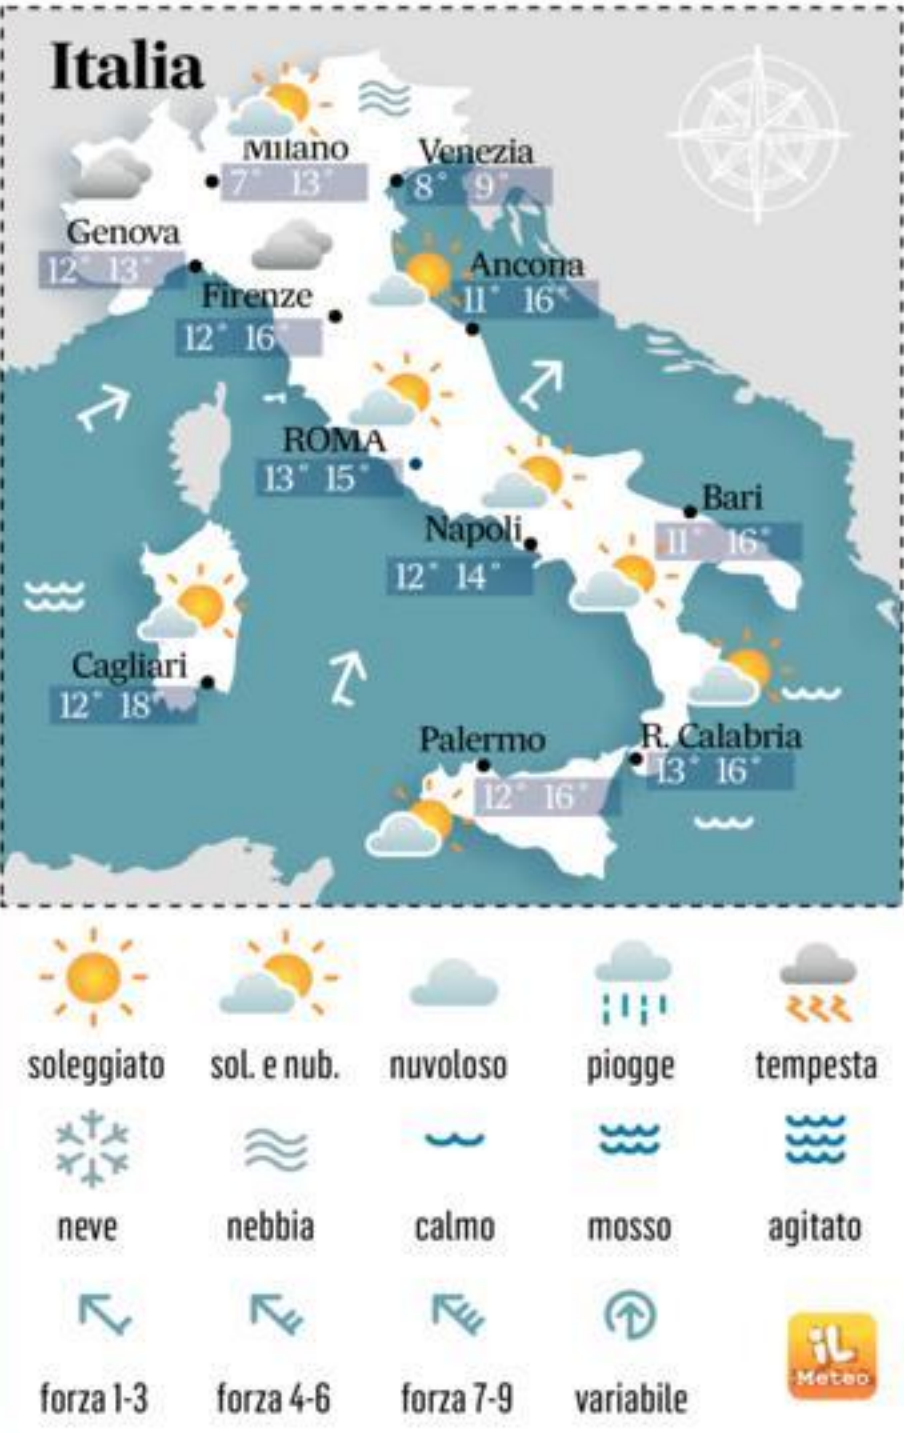 Italia
Milano
7° 13°
Venezia
8° 9°
Genova
12° 13°
Ancona
11° 16°
Firenze
12° 16°
ROMA
13° 15°
Bari
11° 16°
Napoli
12° 14°
Cagliari
12° 18°
Palermo
12° 16°
R. Calabria
13° 16°
soleggiato sol. e nub. nuvoloso piogge tempesta
neve nebbia calmo mosso agitato
iL
Meteo
forza 1-3 forza 4-6 forza 7-9 variabile